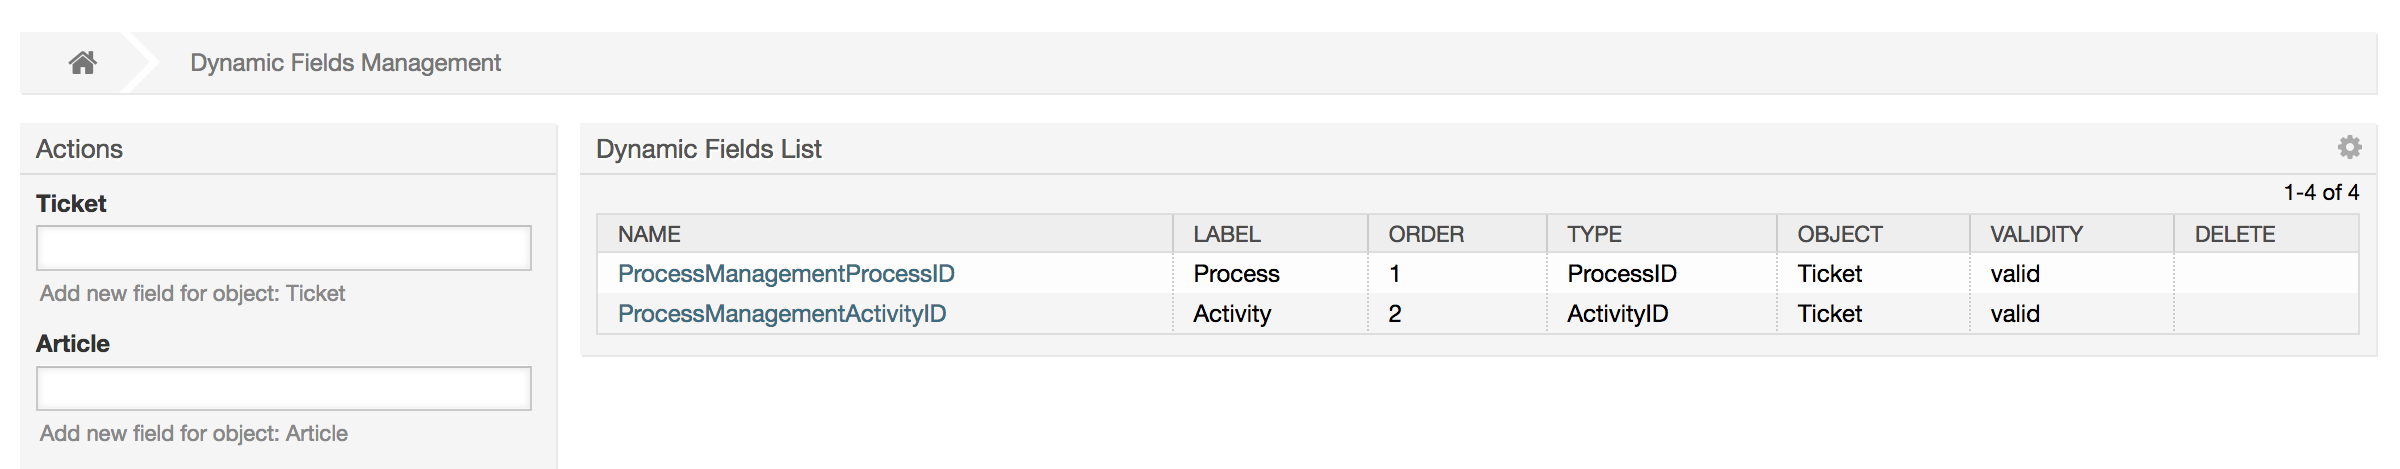 Dynamic Fields Management
Actions
Ticket
Add new field for object: Ticket
Article
Add new field for object: Article
Dynamic Fields List
1-4 of 4
NAME LABEL ORDER TYPE OBJECT VALIDITY DELETE
ProcessManagementProcessID Process 1 ProcessID Ticket valid
ProcessManagementActivityID Activity 2 ActivityID Ticket valid